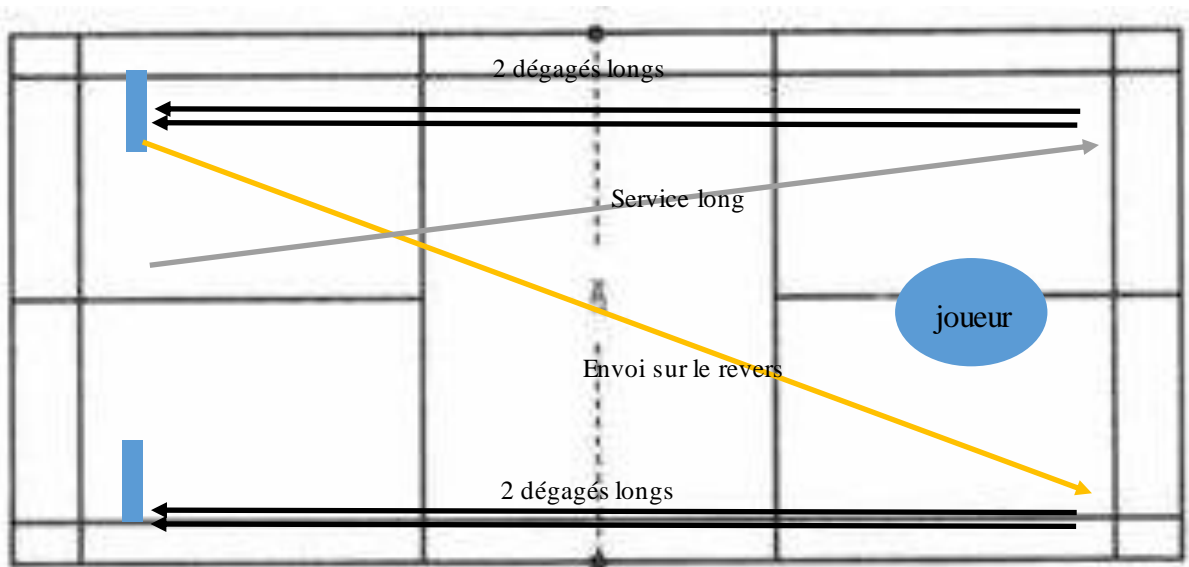 2 dégagés longs
Service long
joueur
Envoi sur le revers
2 dégagés longs